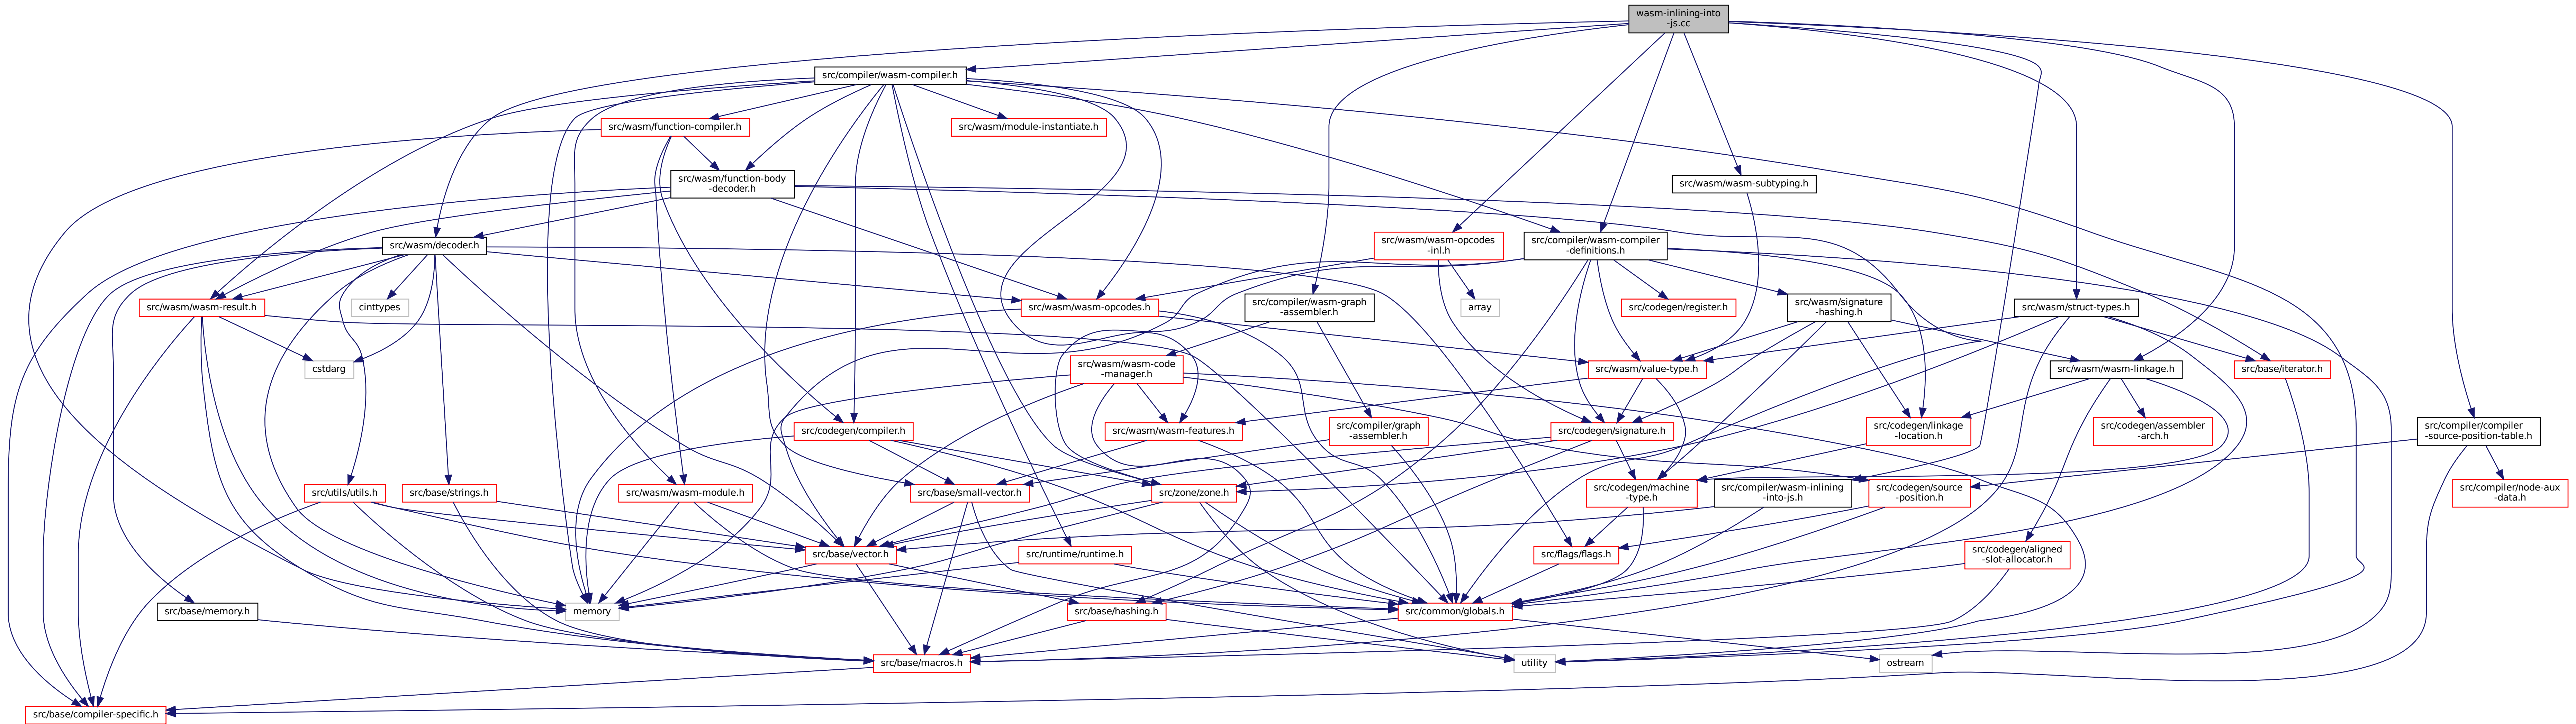 wasm-inlining-into
-js.cc
src/compiler/wasm-compiler.h
src/wasm/function-compiler.h
src/wasm/module-instantiate.h
src/wasm/function-body
-decoder.h
src/wasm/wasm-subtyping.h
src/wasm/decoder.h
src/wasm/wasm-opcodes
-inl.h
src/compiler/wasm-compiler
-definitions.h
src/wasm/wasm-result.h
cinttypes
src/wasm/wasm-opcodes.h
src/compiler/wasm-graph
-assembler.h
array
src/codegen/register.h
src/wasm/signature
-hashing.h
src/wasm/struct-types.h
cstdarg
src/wasm/wasm-code
-manager.h
src/wasm/value-type.h
src/wasm/wasm-linkage.h
src/base/iterator.h
src/codegen/compiler.h
src/wasm/wasm-features.h
src/compiler/graph
-assembler.h
src/codegen/signature.h
src/codegen/linkage
-location.h
src/codegen/assembler
-arch.h
src/compiler/compiler
-source-position-table.h
src/utils/utils.h
src/base/strings.h
src/wasm/wasm-module.h
src/base/small-vector.h
src/zone/zone.h
src/codegen/machine
-type.h
src/compiler/wasm-inlining
-into-js.h
src/codegen/source
-position.h
src/compiler/node-aux
-data.h
src/base/vector.h
src/runtime/runtime.h
src/flags/flags.h
src/codegen/aligned
-slot-allocator.h
src/base/memory.h
memory
src/base/hashing.h
src/common/globals.h
src/base/macros.h
utility
ostream
src/base/compiler-specific.h